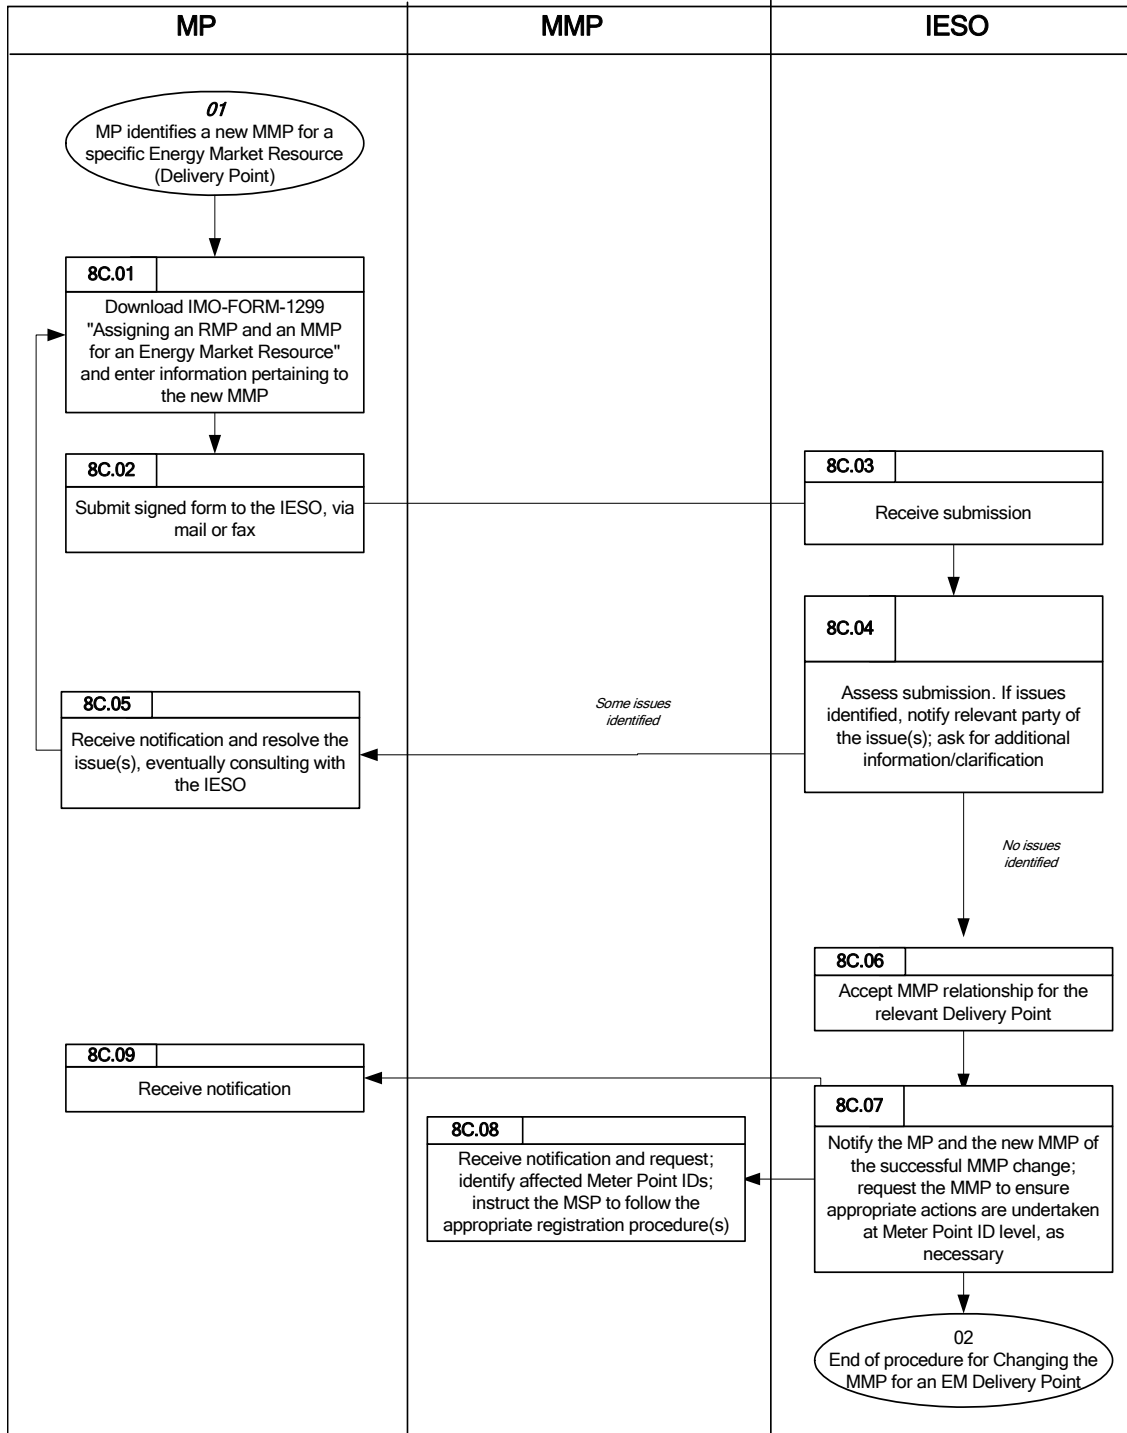 MP
MMP
IESO
01
MP identifies a new MMP for a
specific Energy Market Resource
(Delivery Point)
8C.01
Download IMO-FORM-1299
"Assigning an RMP and an MMP
for an Energy Market Resource"
and enter information pertaining to
the new MMP
8C.02
Submit signed form to the IESO, via
mail or fax
8C.03
Receive submission
8C.04
Assess submission. If issues
identified, notify relevant party of
the issue(s); ask for additional
information/clarification
Some issues
identified
8C.05
Receive notification and resolve the
issue(s), eventually consulting with
the IESO
No issues
identified
8C.06
Accept MMP relationship for the
relevant Delivery Point
8C.09
Receive notification
8C.07
Notify the MP and the new MMP of
the successful MMP change;
request the MMP to ensure
appropriate actions are undertaken
at Meter Point ID level, as
necessary
8C.08
Receive notification and request;
identify affected Meter Point IDs;
instruct the MSP to follow the
appropriate registration procedure(s)
02
End of procedure for Changing the
MMP for an EM Delivery Point